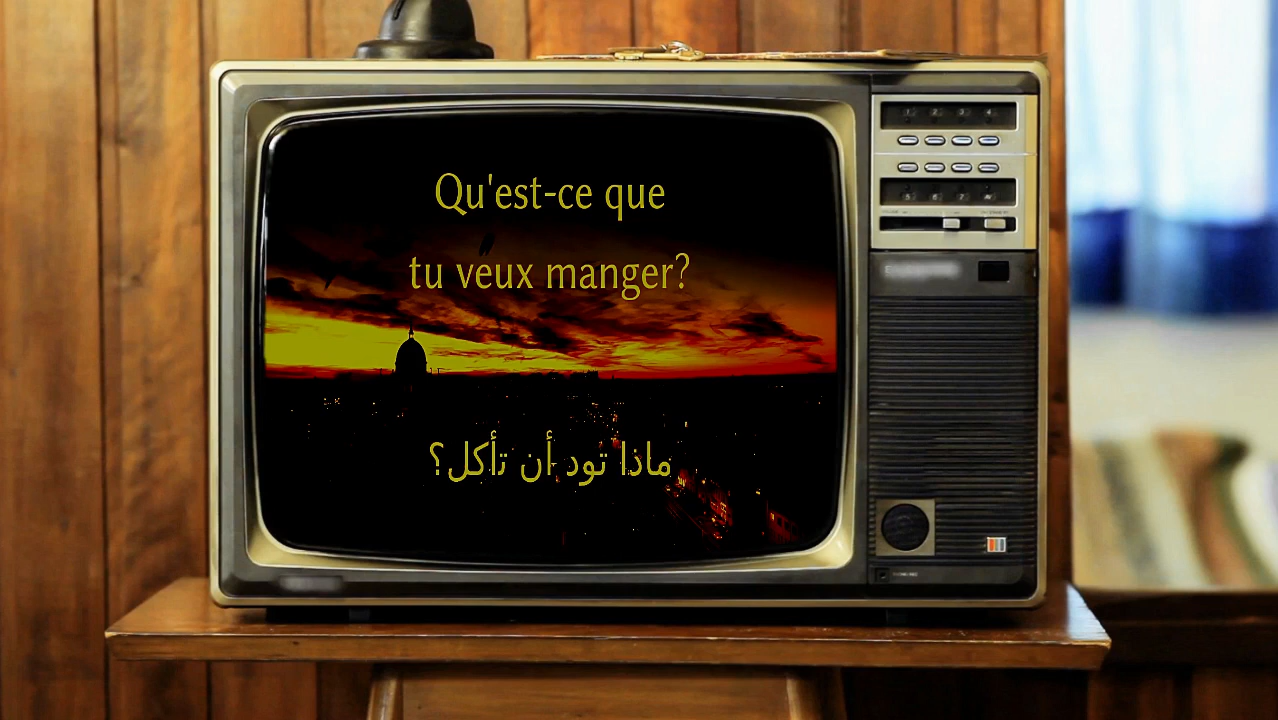 Qu'est-ce que
tu veux manger?
ماذا تود أن تأكل؟